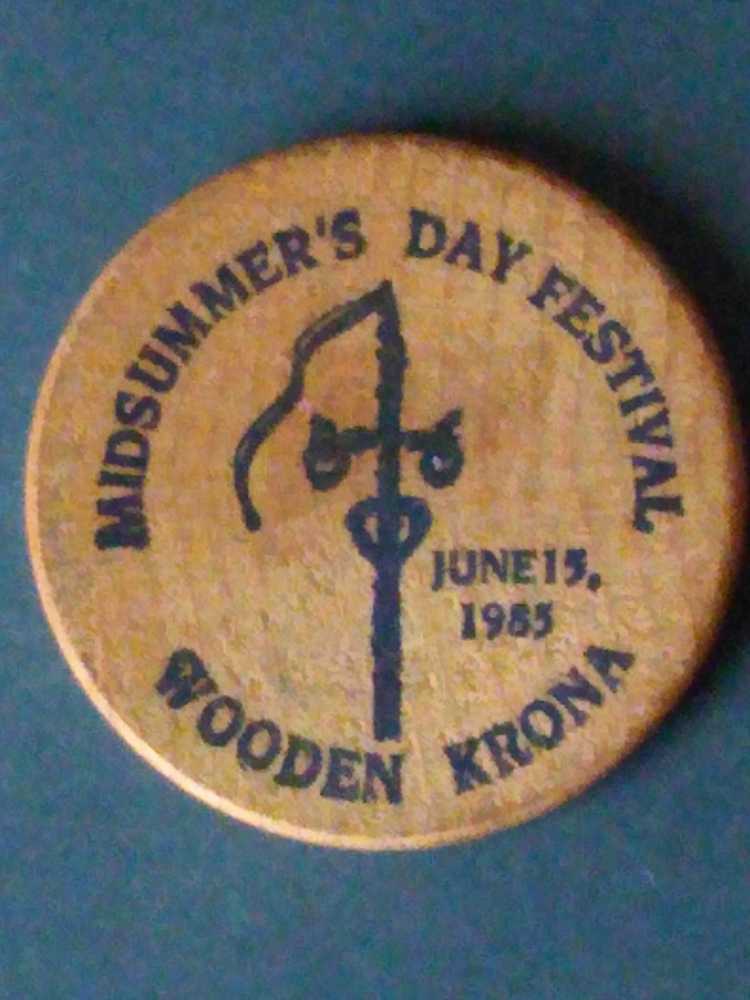 MIDSUMMER'S DAY FESTIVAL
JUNE 15,
1985
WOODEN KRONA